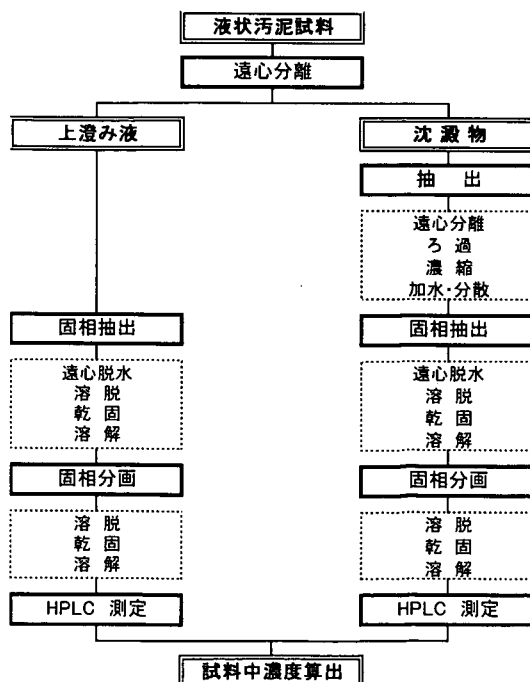 液状汚泥試料
遠心分離
上澄み液
固相抽出
遠心脱水
溶 脱
乾 固
溶 解
固相分画
溶 脱
乾 固
溶 解
HPLC 測定
沈 澱 物
抽 出
遠心分離
ろ 過
濃 縮
加水・分散
固相抽出
遠心脱水
溶 脱
乾 固
溶 解
固相分画
溶 脱
乾 固
溶 解
HPLC 測定
試料中濃度算出